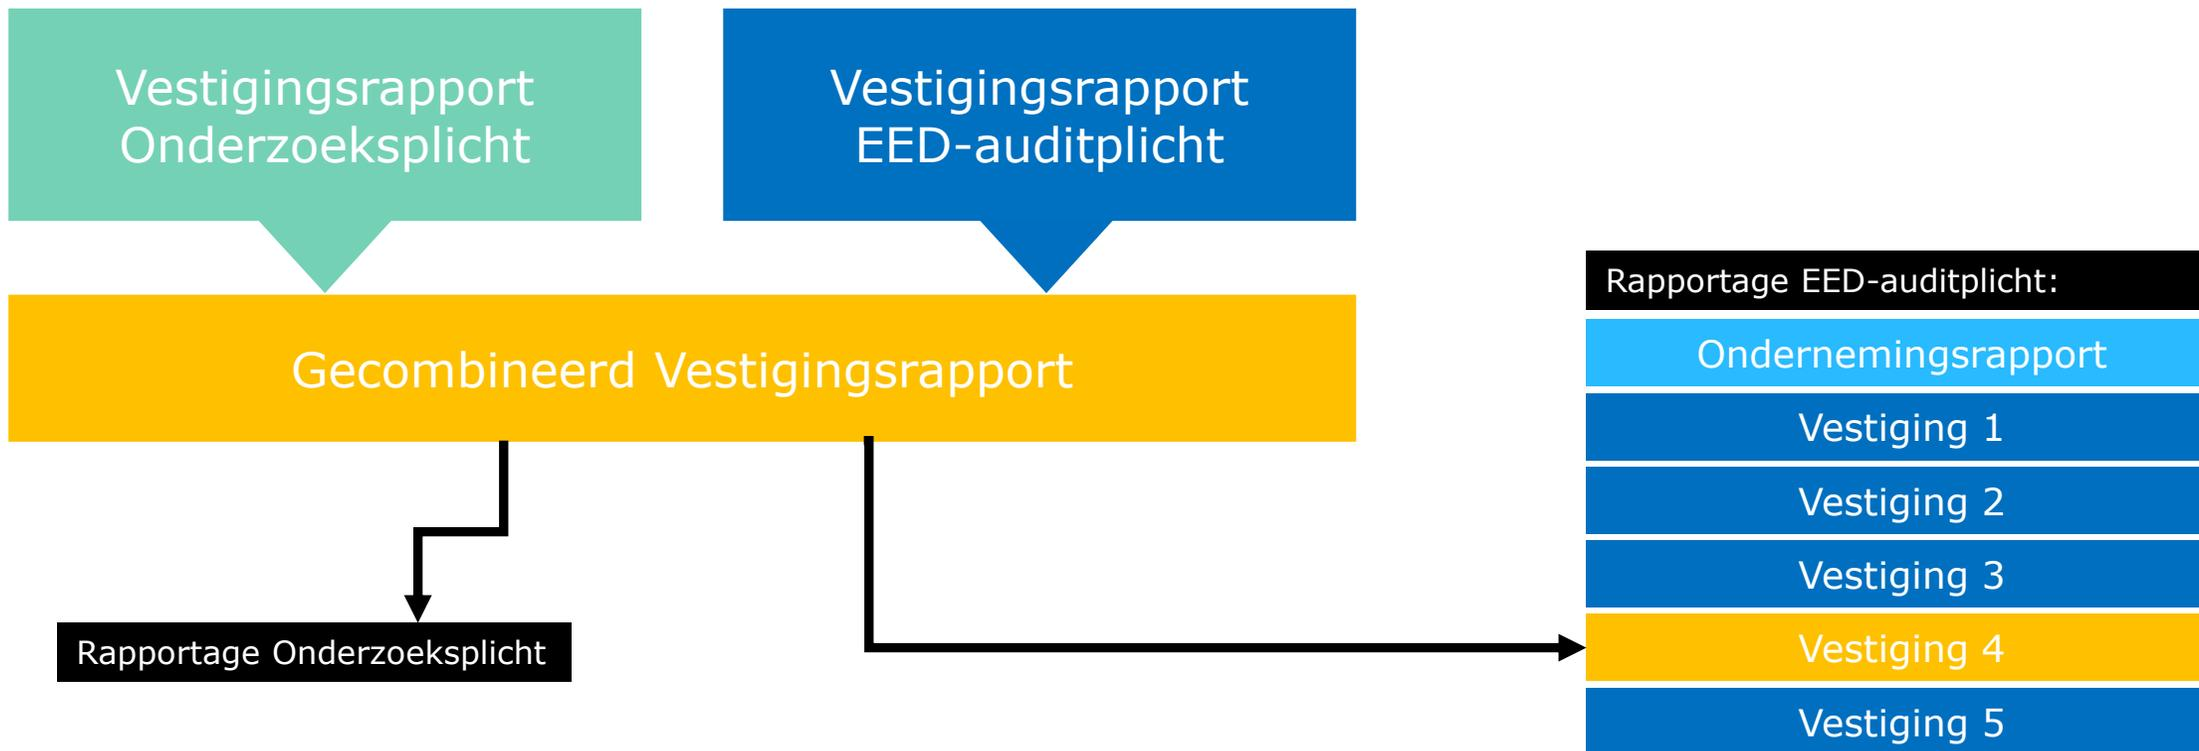 Vestigingsrapport
Onderzoeksplicht
Vestigingsrapport
EED-auditplicht
Gecombineerd Vestigingsrapport
Rapportage Onderzoeksplicht
Rapportage EED-auditplicht:
Ondernemingsrapport
Vestiging 1
Vestiging 2
Vestiging 3
Vestiging 4
Vestiging 5